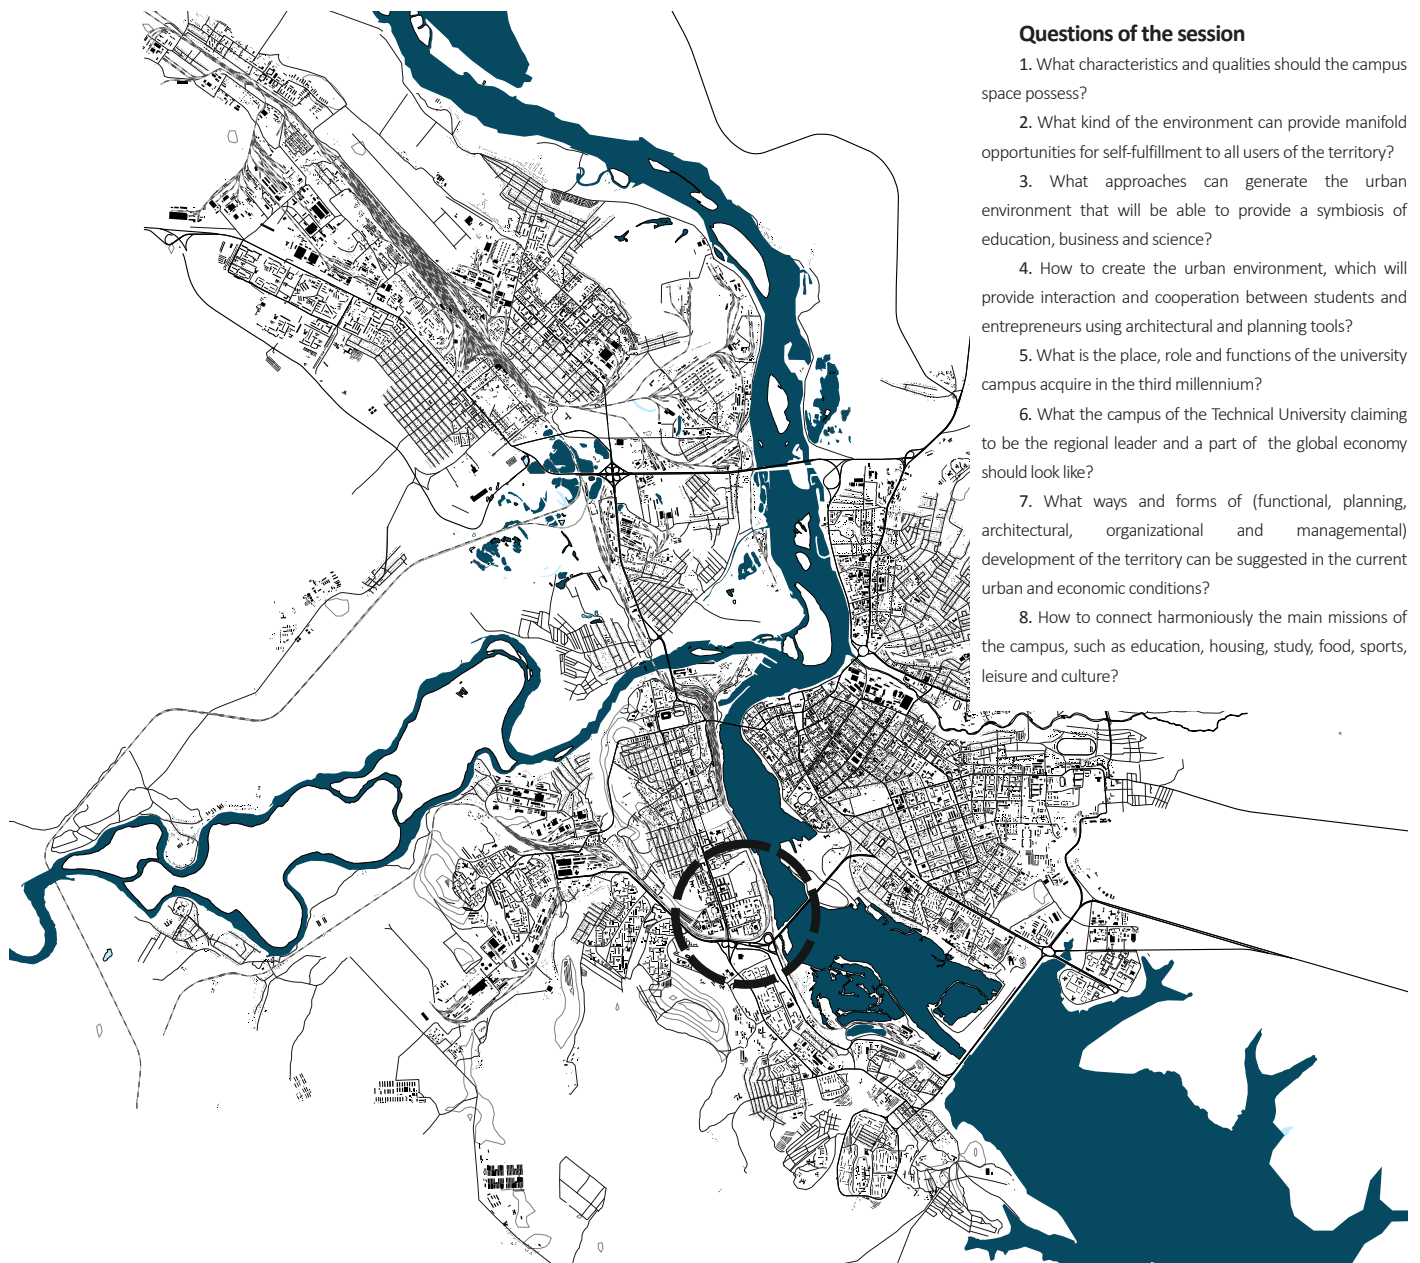 Questions of the session
1. What characteristics and qualities should the campus
space possess?
2. What kind of the environment can provide manifold
opportunities for self-fulfillment to all users of the territory?
3. What approaches can generate the urban
environment that will be able to provide a symbiosis of
education, business and science?
4. How to create the urban environment, which will
provide interaction and cooperation between students and
entrepreneurs using architectural and planning tools?
5. What is the place, role and functions of the university
campus acquire in the third millennium?
6. What the campus of the Technical University claiming
to be the regional leader and a part of the global economy
should look like?
7. What ways and forms of (functional, planning,
architectural, organizational and managemental)
development of the territory can be suggested in the current
urban and economic conditions?
8. How to connect harmoniously the main missions of
the campus, such as education, housing, study, food, sports,
leisure and culture?